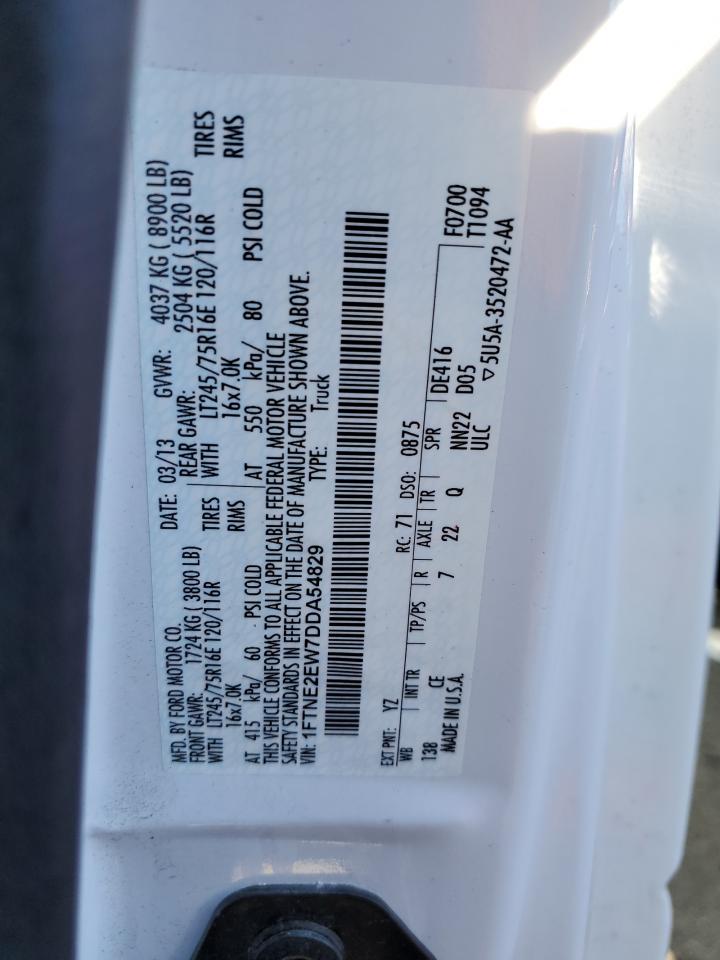 MFD. BY FORD MOTOR CO.
DATE: 03/13 GVWR: 4037 KG ( 8900 LB)
FRONT GAWR: 1724 KG ( 3800 LB) REAR GAWR: 2504 KG ( 5520 LB)
WITH LT245/75R16E 120/116R TIRES WITH LT245/75R16E 120/116R TIRES
16x7.0K RIMS 16x7.0K RIMS
AT 415 kPa/ 60 PSI COLD AT 550 kPa/ 80 PSI COLD
THIS VEHICLE CONFORMS TO ALL APPLICABLE FEDERAL MOTOR VEHICLE
SAFETY STANDARDS IN EFFECT ON THE DATE OF MANUFACTURE SHOWN ABOVE.
VIN: 1FTNE2EW7DDA54829 TYPE: Truck
EXT PNT: YZ RC: 71 DSO: 0875 F0700
WB INT TR TP/PS R AXLE TR SPR T1094
138 CE 7 22 Q NN22 DE416
MADE IN U.S.A. ULC D05
▽5U5A-3520472-AA